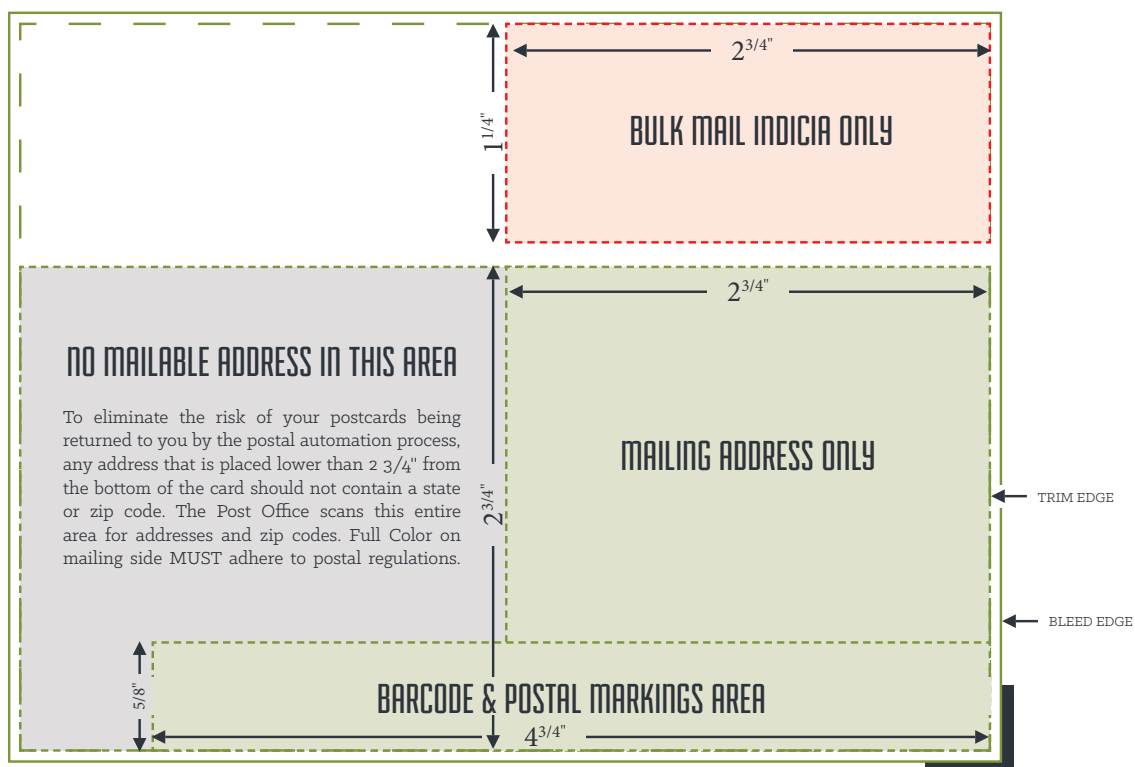 2 3/4"
1 1/4"
BULK MAIL INDICIA ONLY
2 3/4"
NO MAILABLE ADDRESS IN THIS AREA
To eliminate the risk of your postcards being
returned to you by the postal automation process,
any address that is placed lower than 2 3/4" from
the bottom of the card should not contain a state
or zip code. The Post Office scans this entire
area for addresses and zip codes. Full Color on
mailing side MUST adhere to postal regulations.
MAILING ADDRESS ONLY
2 3/4"
TRIM EDGE
BLEED EDGE
5/8"
BARCODE & POSTAL MARKINGS AREA
4 3/4"